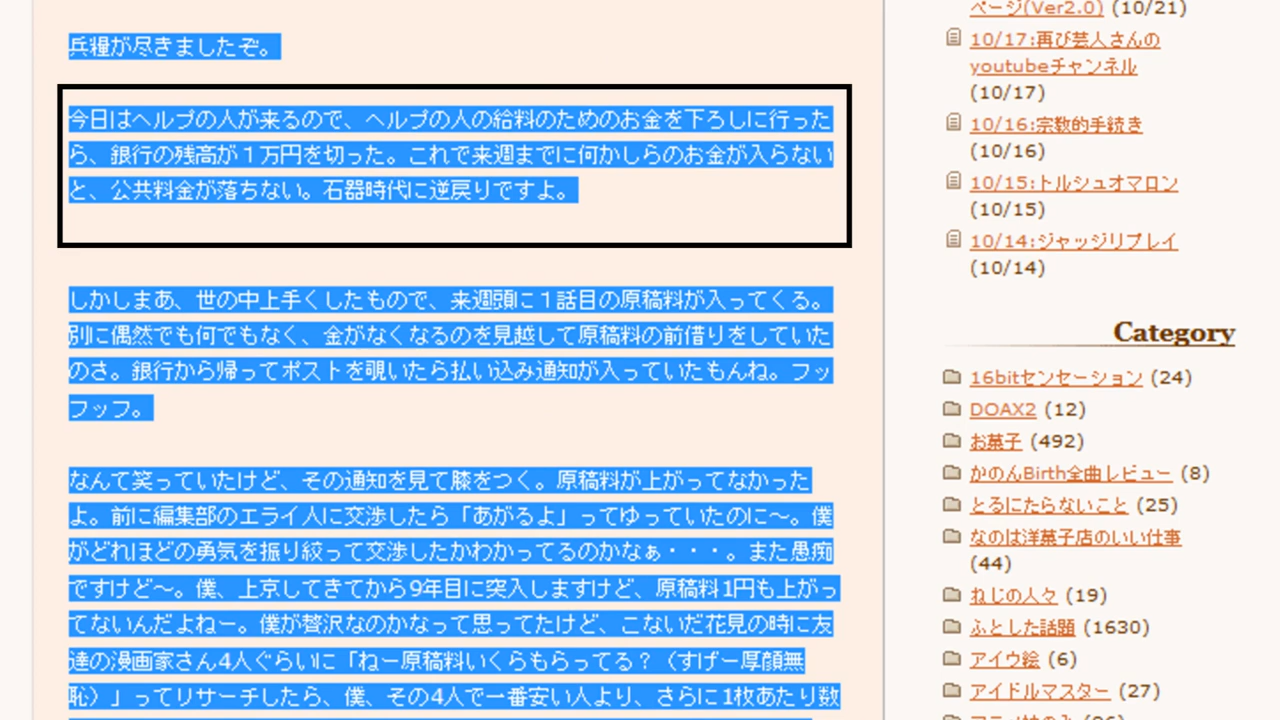 兵糧が尽きましたぞ。
今日はヘルプの人が来るので、ヘルプの人の給料のためのお金を下ろしに行った
ら、銀行の残高が１万円を切った。これで来週までに何かしらのお金が入らない
と、公共料金が落ちない。石器時代に逆戻りですよ。
しかしまあ、世の中上手くしたもので、来週頭に１話目の原稿料が入ってくる。
別に偶然でも何でもなく、金がなくなるのを見越して原稿料の前借りをしていた
のさ。銀行から帰ってポストを覗いたら払い込み通知が入っていたもんね。フッ
フッフ。
なんて笑っていたけど、その通知を見て膝をつく。原稿料が上がってなかった
よ。前に編集部のエライ人に交渉したら「あがるよ」ってゆっていたのに～。僕
がどれほどの勇気を振り絞って交渉したかわかってるのかなぁ・・・。また愚痴
ですけど～。僕、上京してきてから9年目に突入しますけど、原稿料1円も上がっ
てないんだよねー。僕が贅沢なのかなって思ってたけど、こないだ花見の時に友
達の漫画家さん4人ぐらいに「ねー原稿料いくらもらってる？（すげー厚顔無
恥）」ってリサーチしたら、僕、その4人で一番安い人より、さらに1枚あたり数
ページ(Ver2.0) (10/21)
10/17:再び芸人さんの
youtubeチャンネル
(10/17)
10/16:宗教的手続き
(10/16)
10/15:トルシュオマロン
(10/15)
10/14:ジャッジリプレイ
(10/14)
Category
16bitセンセーション (24)
DOAX2 (12)
お菓子 (492)
かのんBirth全曲レビュー (8)
とるにたらないこと (25)
なのは洋菓子店のいい仕事
(44)
ねじの人々 (19)
ふとした話題 (1630)
アイウ絵 (6)
アイドルマスター (27)